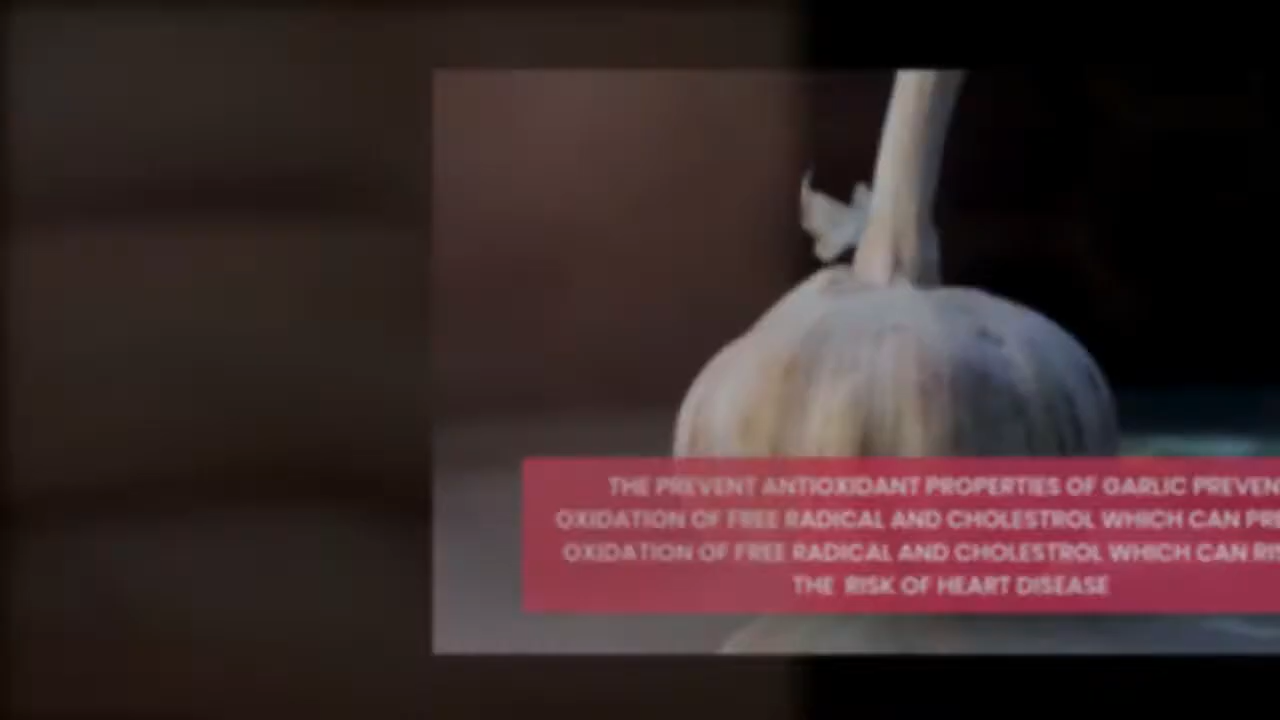 THE PREVENT ANTIOXIDANT PROPERTIES OF GARLIC PREVEN
OXIDATION OF FREE RADICAL AND CHOLESTROL WHICH CAN PR
OXIDATION OF FREE RADICAL AND CHOLESTROL WHICH CAN RI
THE RISK OF HEART DISEASE